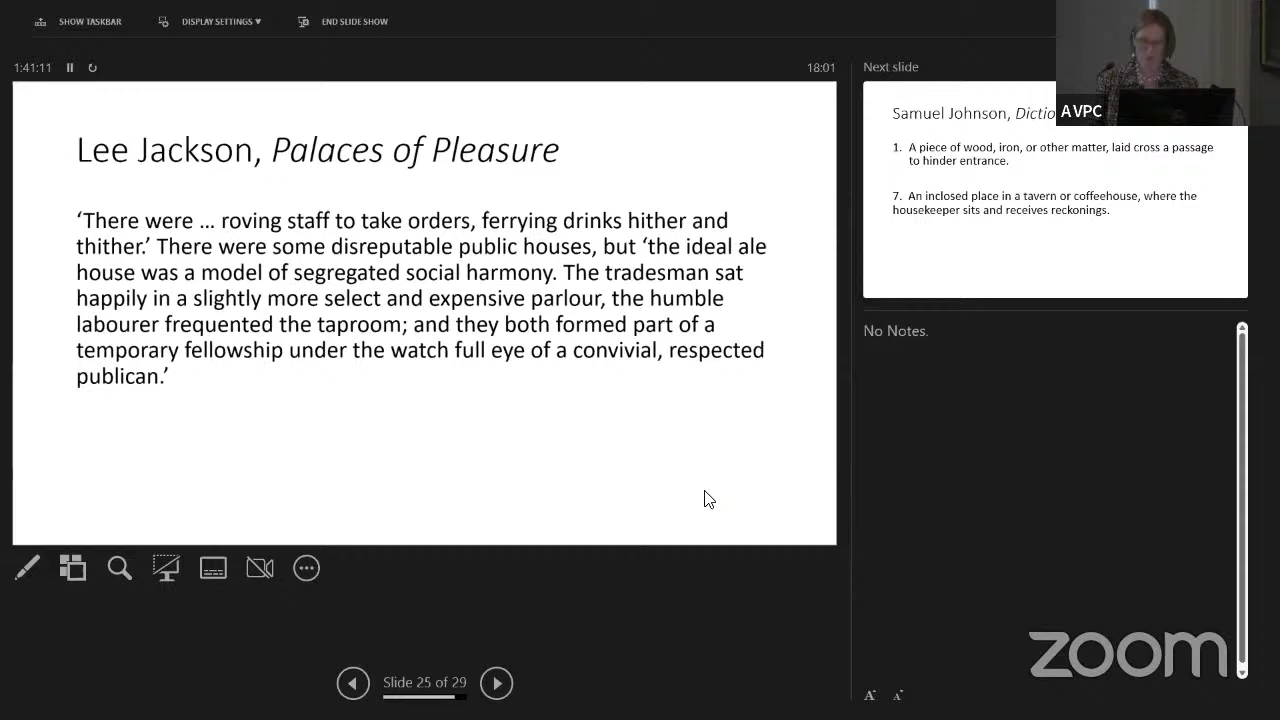 SHOW TASKBAR
DISPLAY SETTINGS ▼
END SLIDE SHOW
1:41:11
18:01
Next slide
Lee Jackson, Palaces of Pleasure
‘There were … roving staff to take orders, ferrying drinks hither and
thither.’ There were some disreputable public houses, but ‘the ideal ale
house was a model of segregated social harmony. The tradesman sat
happily in a slightly more select and expensive parlour, the humble
labourer frequented the taproom; and they both formed part of a
temporary fellowship under the watch full eye of a convivial, respected
publican.’
Samuel Johnson, Dictio
AVPC
1. A piece of wood, iron, or other matter, laid cross a passage
to hinder entrance.
7. An inclosed place in a tavern or coffeehouse, where the
housekeeper sits and receives reckonings.
No Notes.
Slide 25 of 29
A A
zoom